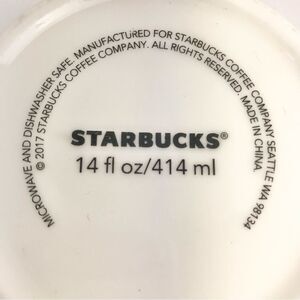 MICROWAVE AND DISHWASHER SAFE. MANUFACTURED FOR STARBUCKS COFFEE COMPANY SEATTLE WA 98134
© 2017 STARBUCKS COFFEE COMPANY. ALL RIGHTS RESERVED. MADE IN CHINA.
STARBUCKS®
14 fl oz/414 ml